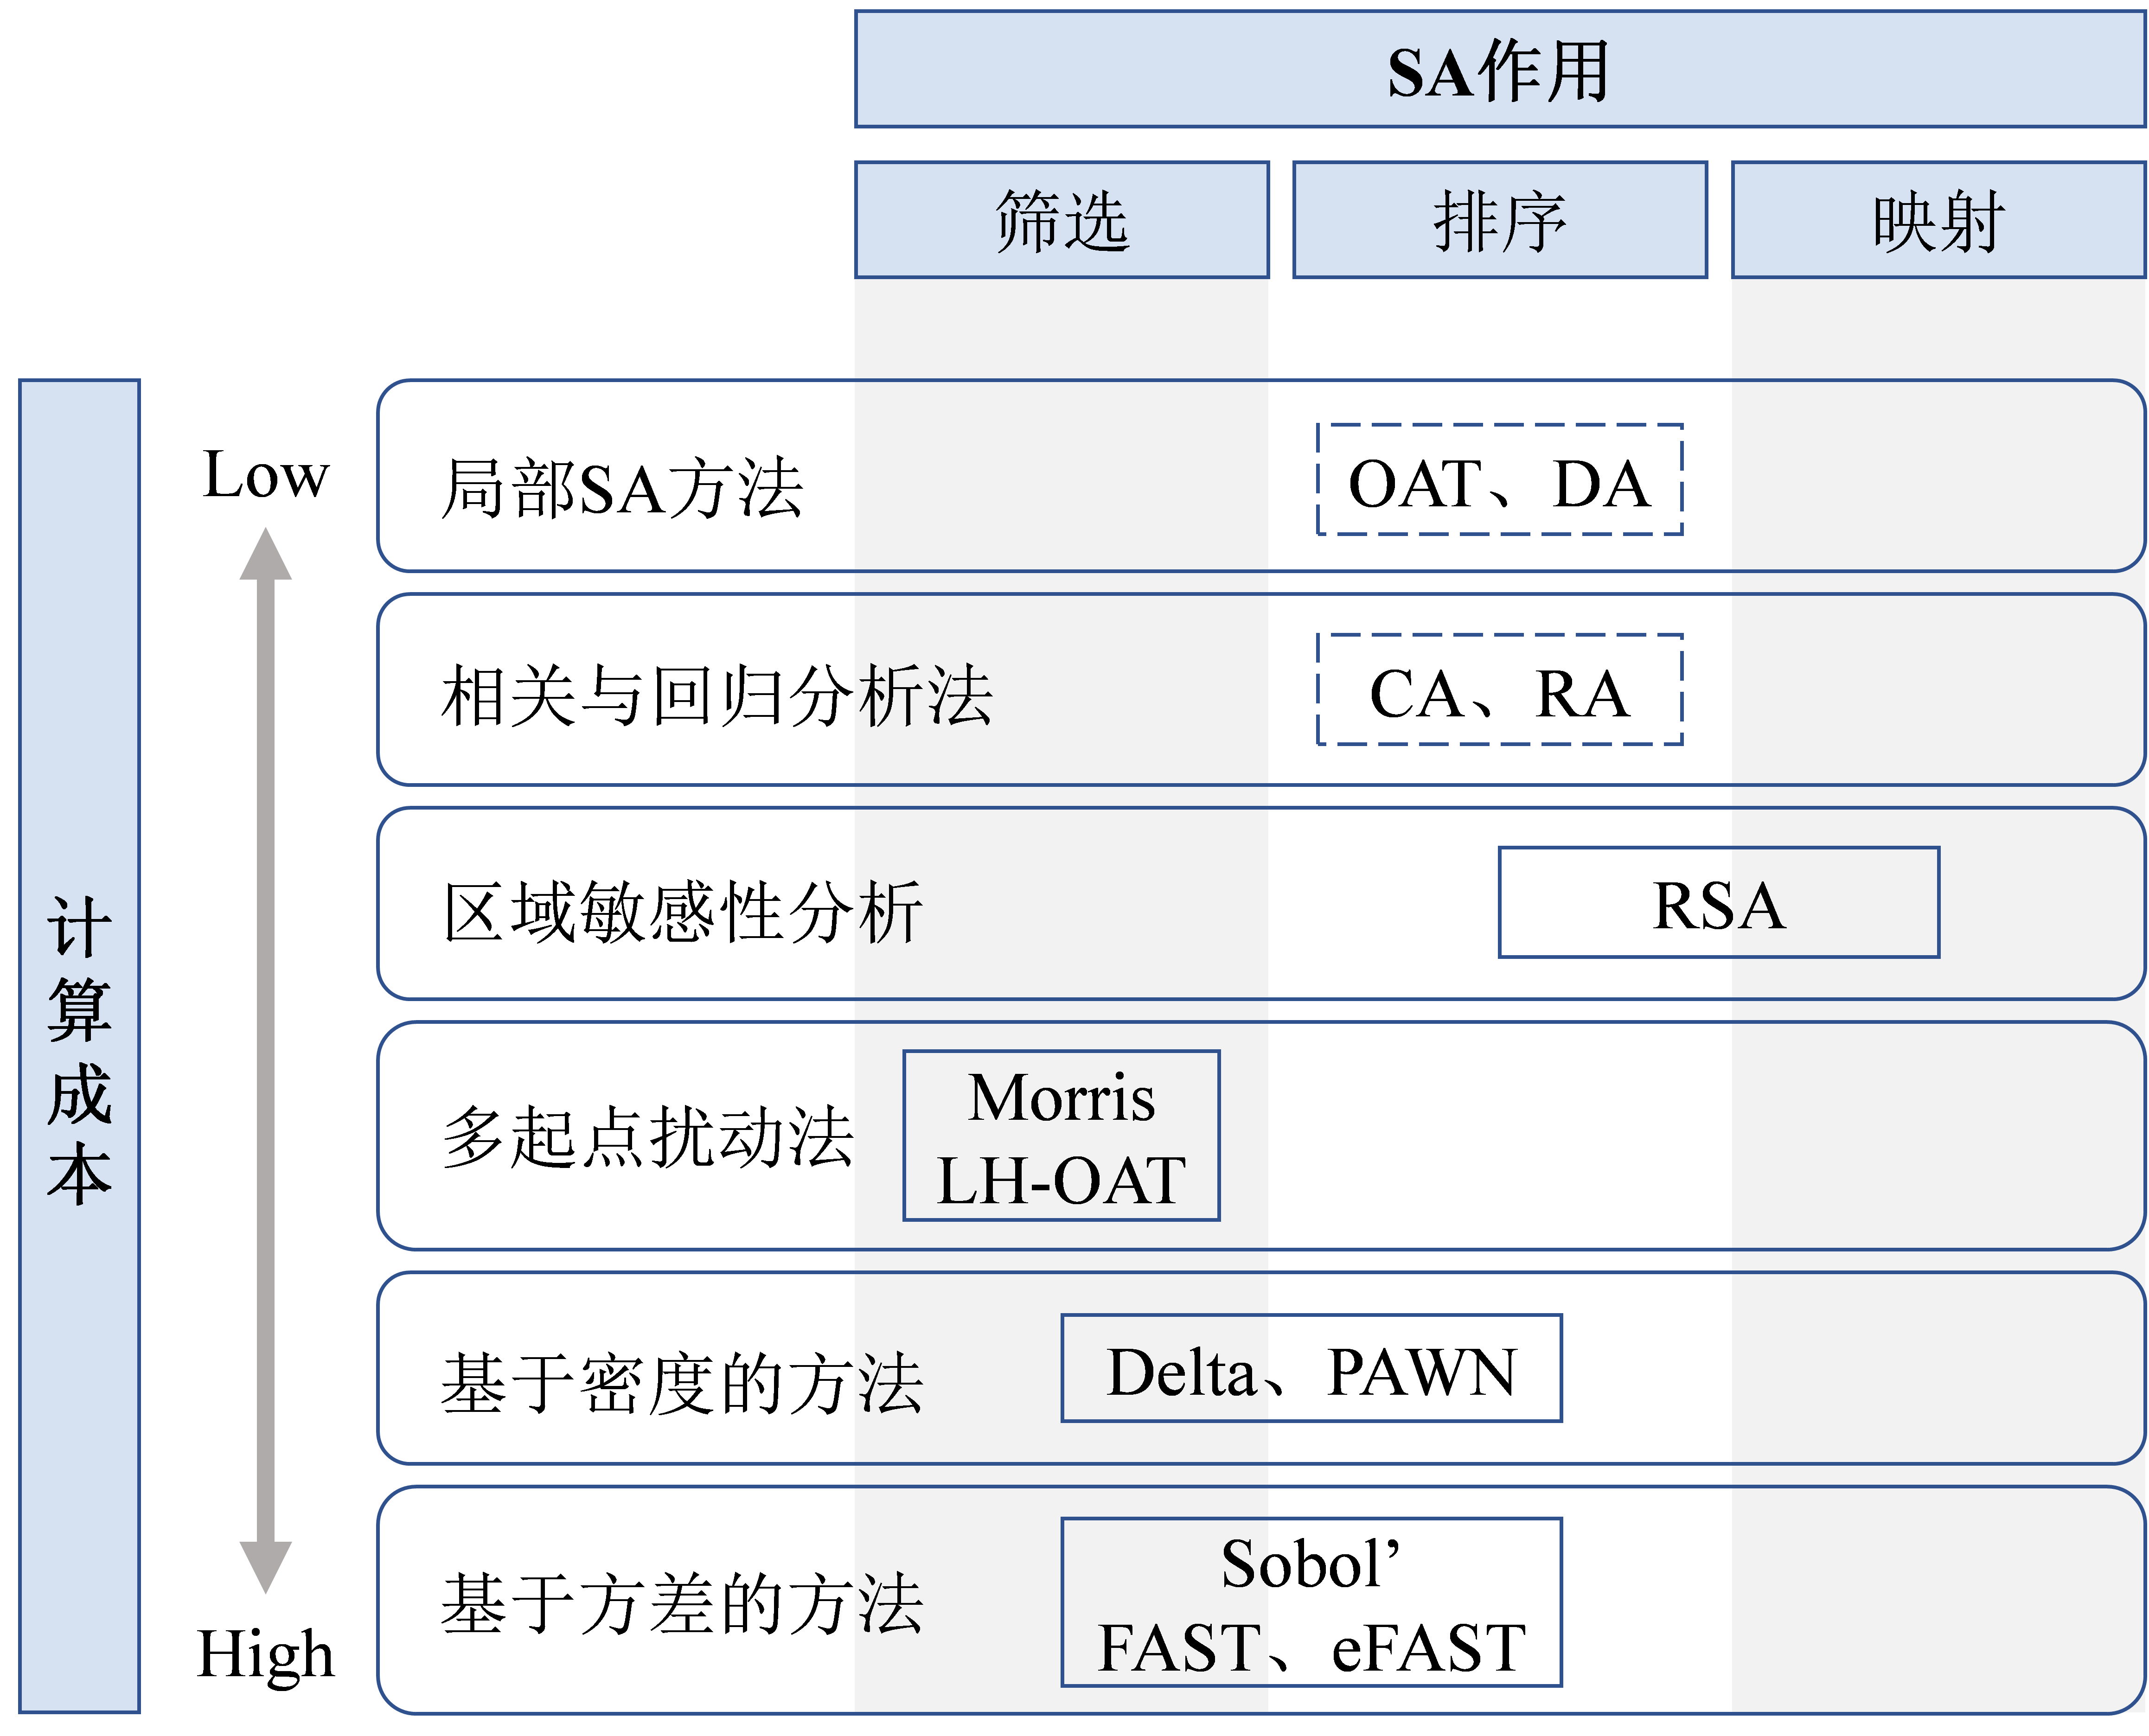 SA作用
筛选
排序
映射
计算成本
Low
High
局部SA方法
OAT、DA
相关与回归分析法
CA、RA
区域敏感性分析
RSA
多起点扰动法
Morris
LH-OAT
基于密度的方法
Delta、PAWN
基于方差的方法
Sobol’
FAST、eFAST